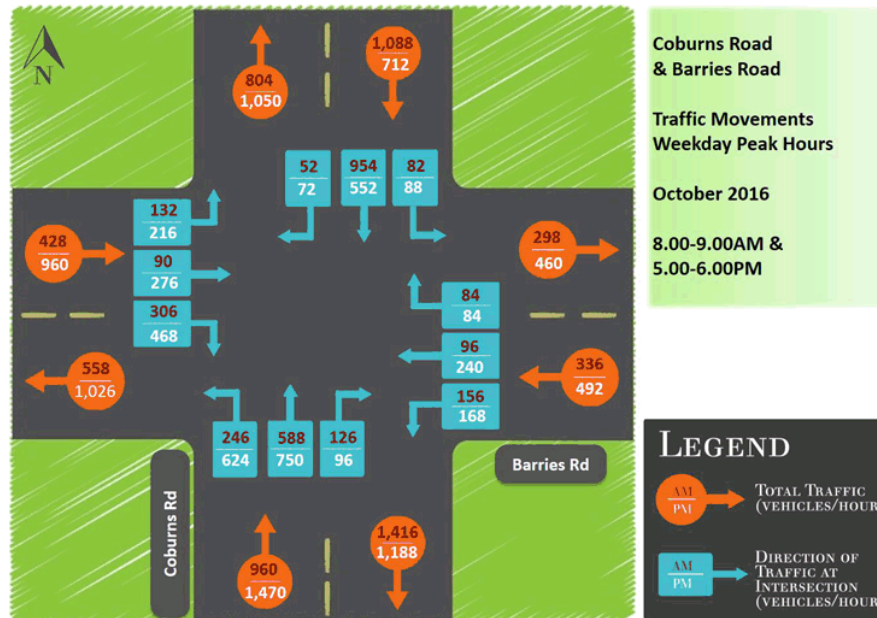 N
804
1,050
1,088
712
Coburns Road
& Barries Road
Traffic Movements
Weekday Peak Hours
October 2016
8.00-9.00AM &
5.00-6.00PM
52
72
954
552
82
88
132
216
428
960
90
276
298
460
306
468
84
84
96
240
558
1,026
336
492
156
168
246
624
588
750
126
96
Coburns Rd
Barries Rd
960
1,470
1,416
1,188
LEGEND
AM
PM
TOTAL TRAFFIC
(VEHICLES/HOUR
AM
PM
DIRECTION OF
TRAFFIC AT
INTERSECTION
(VEHICLES/HOUR